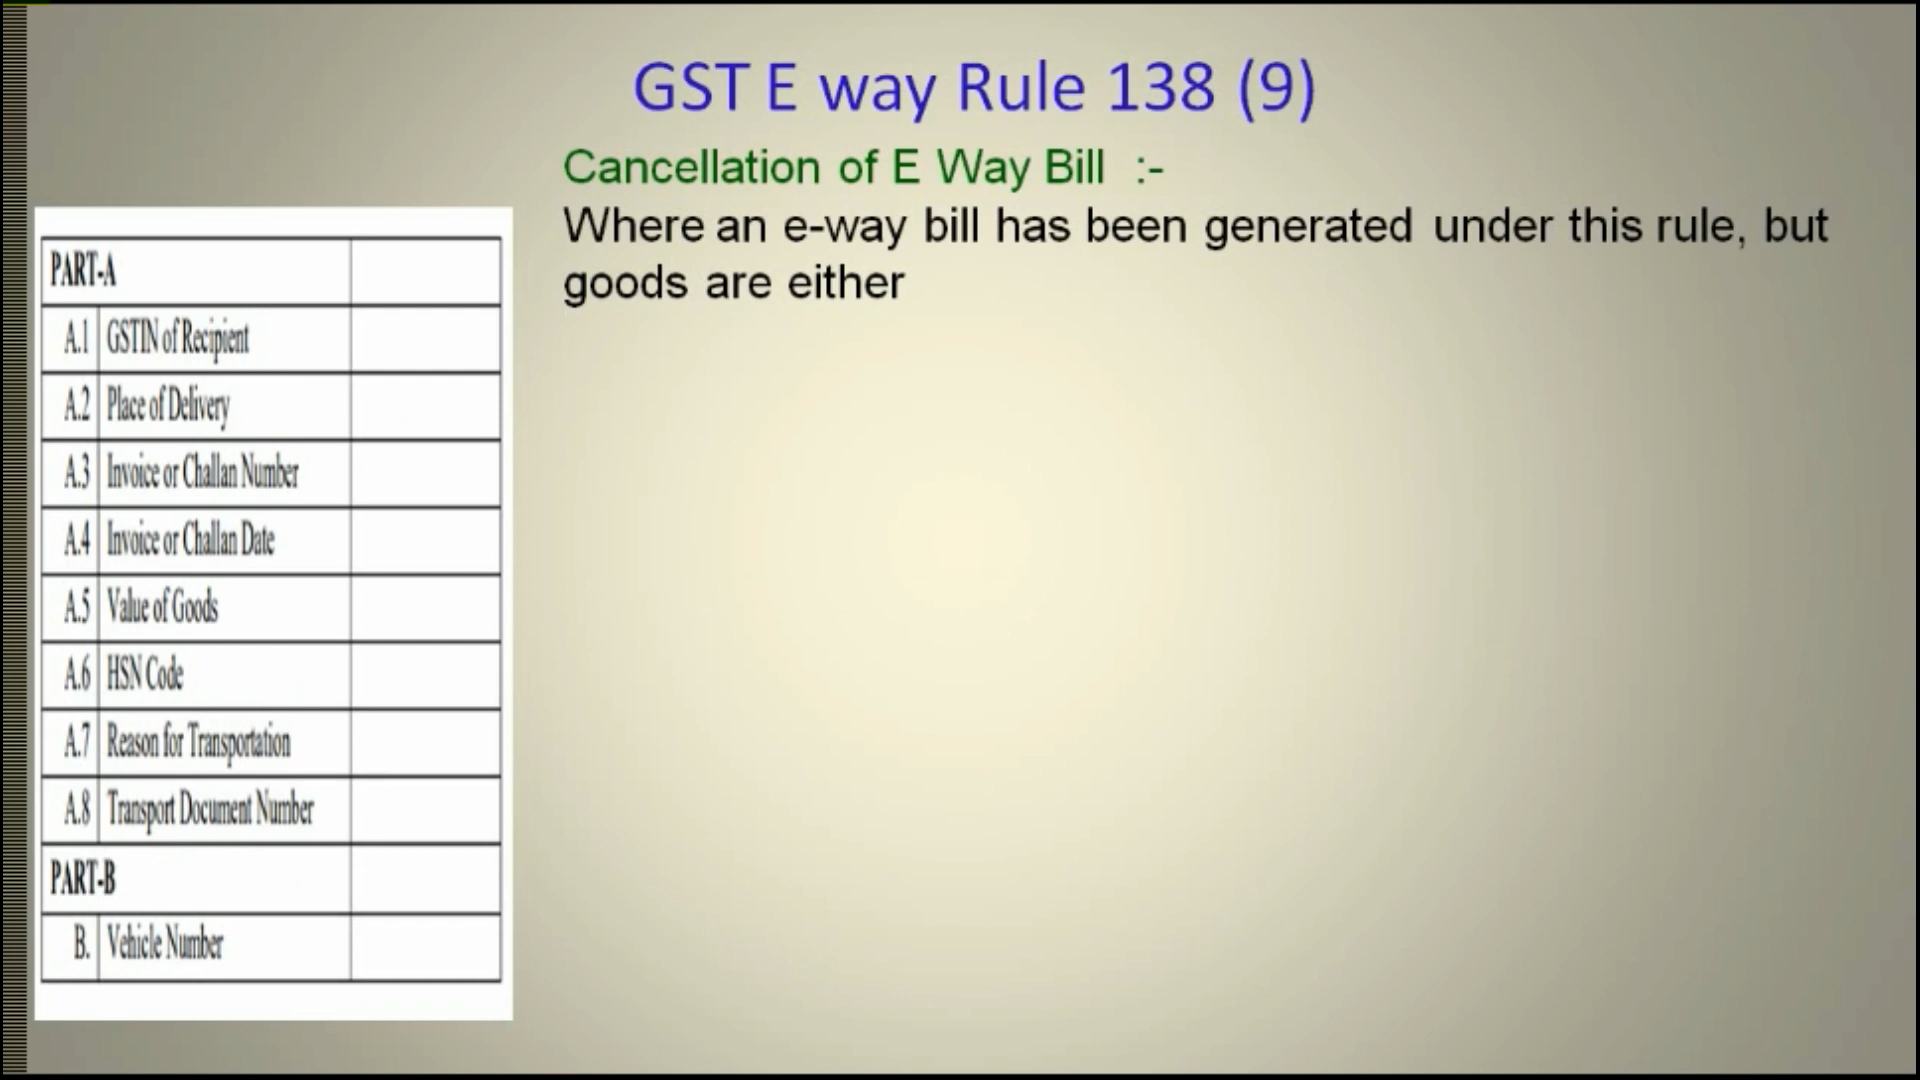 GST E way Rule 138 (9)
Cancellation of E Way Bill :-
Where an e-way bill has been generated under this rule, but
goods are either
PART-A
A.1 GSTIN of Recipient
A.2 Place of Delivery
A.3 Invoice or Challan Number
A.4 Invoice or Challan Date
A.5 Value of Goods
A.6 HSN Code
A.7 Reason for Transportation
A.8 Transport Document Number
PART-B
B. Vehicle Number